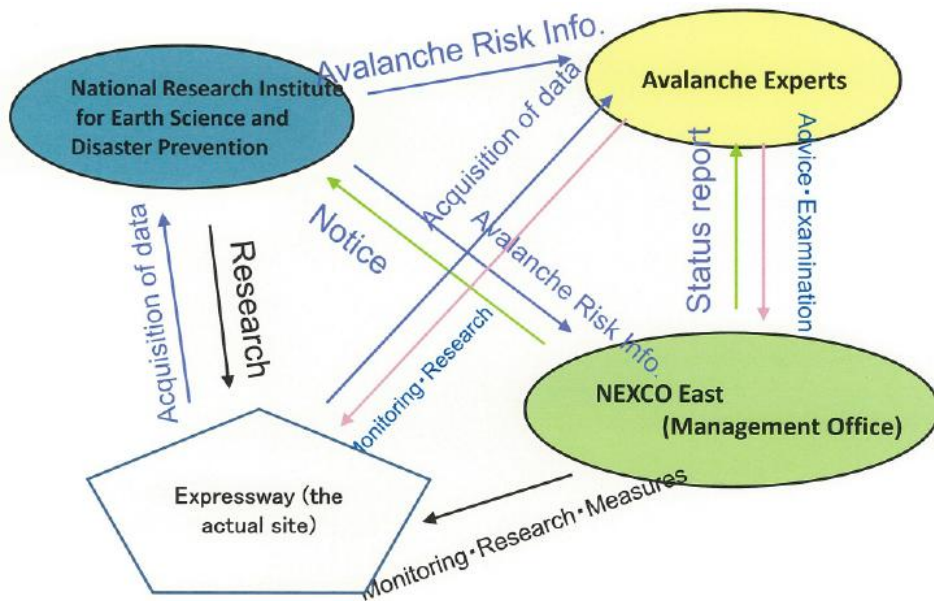 Avalanche Risk Info.
National Research Institute
for Earth Science and
Disaster Prevention
Avalanche Experts
Acquisition of data
Advice・Examination
Status report
Avalanche Risk Info.
Notice
Acquisition of data
Research
Monitoring・Research
NEXCO East
(Management Office)
Expressway (the
actual site)
Monitoring・Research・Measures